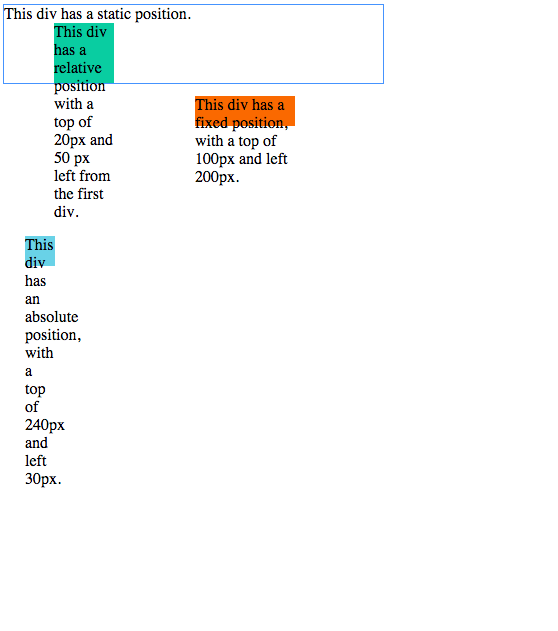 This div has a static position.
This div
has a
relative
position
with a
top of
20px and
50 px
left from
the first
div.
This div has a
fixed position,
with a top of
100px and left
200px.
This
div
has
an
absolute
position,
with
a
top
of
240px
and
left
30px.